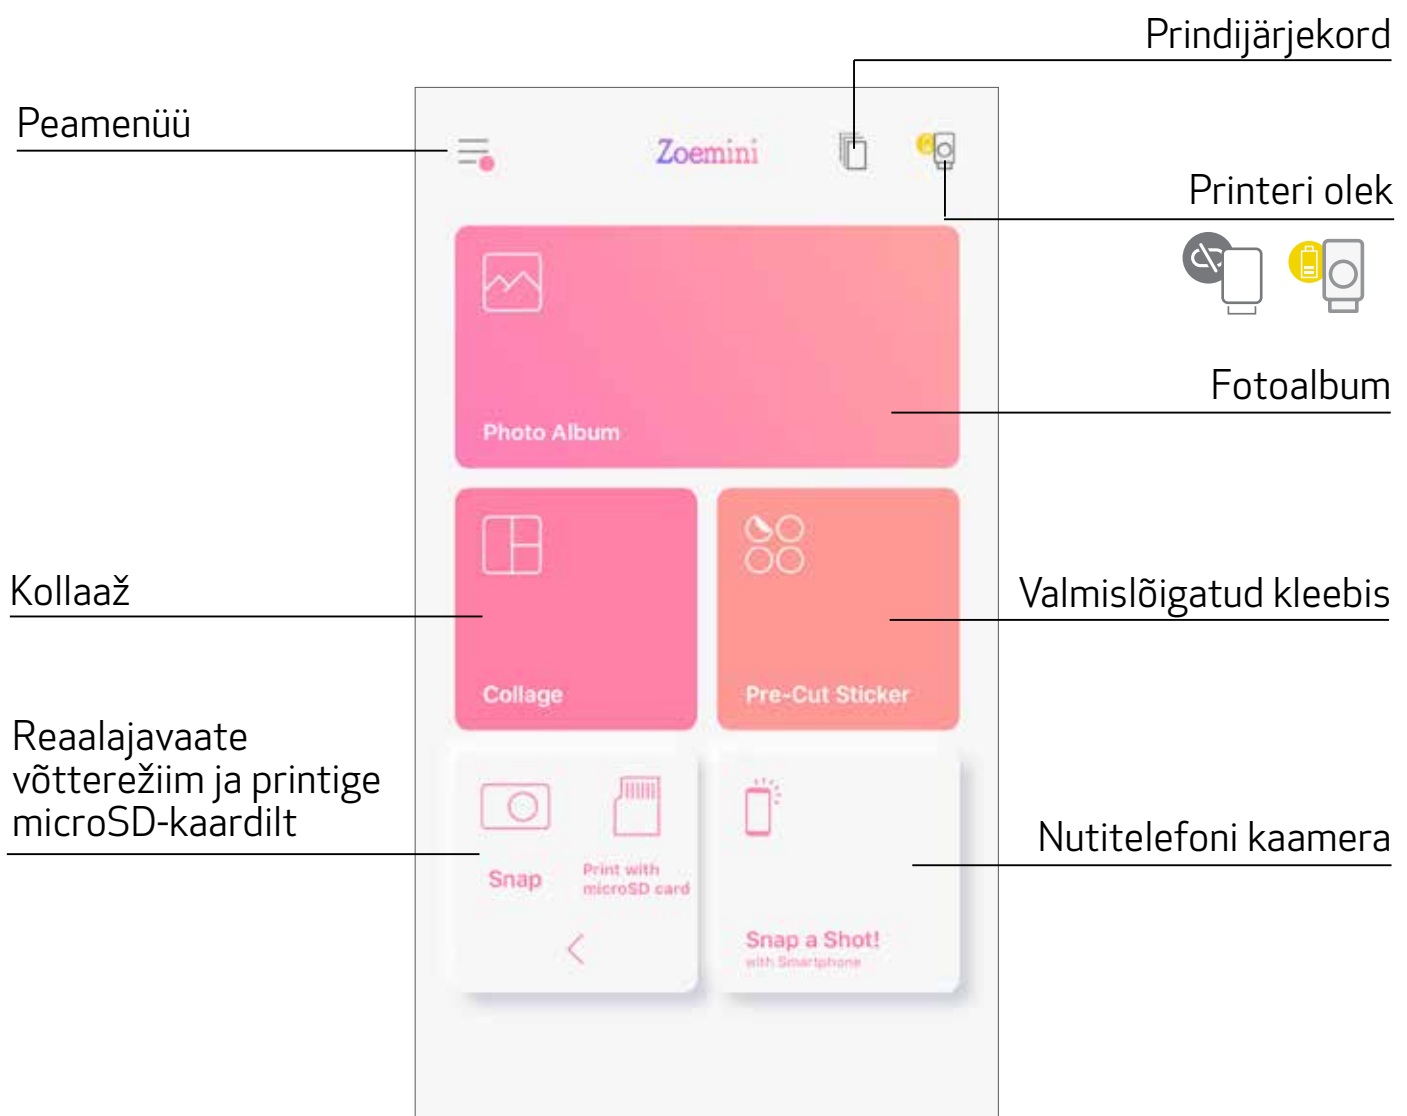 Prindijärjekord
Peamenüü
Zoemini
Printeri olek
Fotoalbum
Photo Album
Kollaaž
Valmislõigatud kleebis
Collage
Pre-Cut Sticker
Reaalajavaate
võtterežiim ja printige
microSD-kaardilt
Nutitelefoni kaamera
Snap
Print with
microSD card
Snap a Shot!
with Smartphone